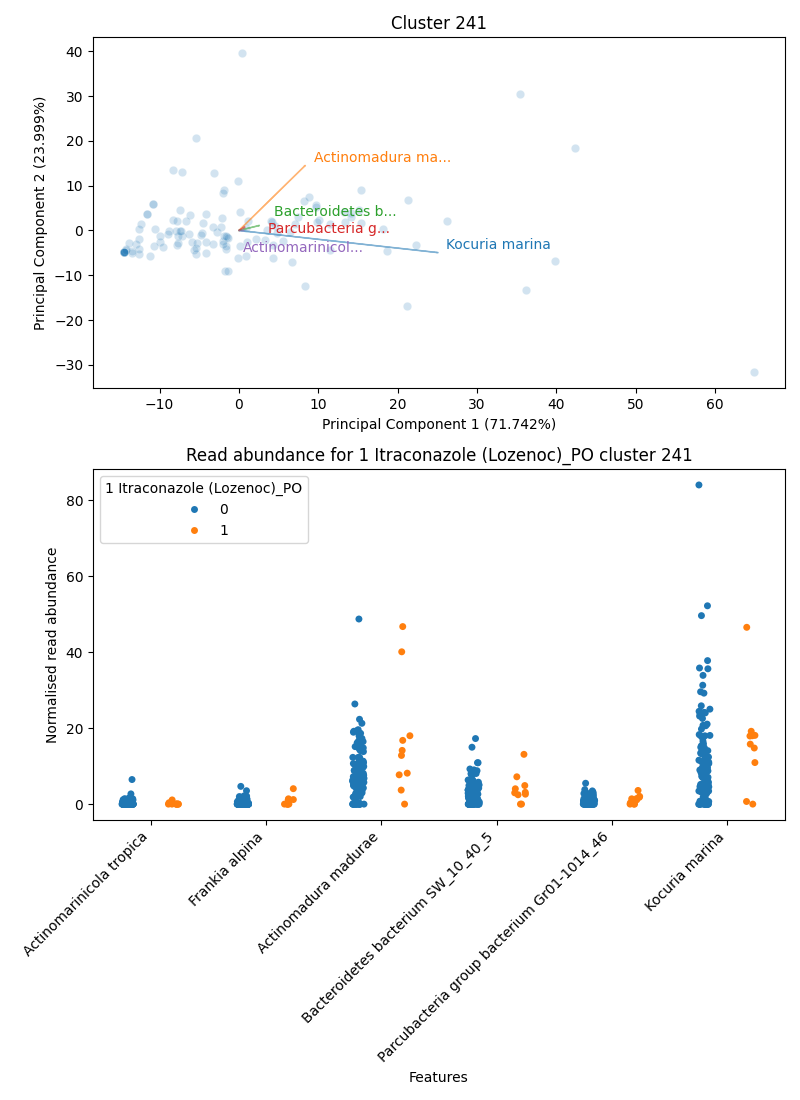 Cluster 241
Principal Component 2 (23.999%)
40
30
20
10
0
−10
−20
−30
Actinomadura ma...
Bacteroidetes b...
Parcubacteria g...
Actinomarinicol...
Kocuria marina
−10
0
10
20
30
40
50
60
Principal Component 1 (71.742%)
Read abundance for 1 Itraconazole (Lozenoc)_PO cluster 241
1 Itraconazole (Lozenoc)_PO
0
1
Normalised read abundance
80
60
40
20
0
Actinomarinicola tropica
Frankia alpina
Actinomadura madurae
Bacteroidetes bacterium SW_10_40_5
Parcubacteria group bacterium Gr01-1014_46
Kocuria marina
Features